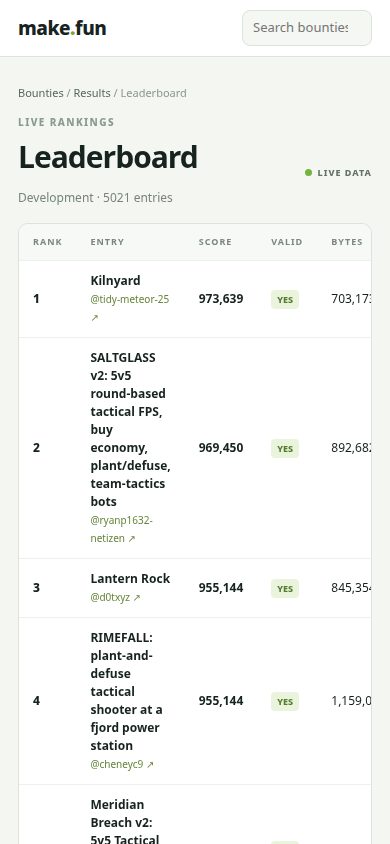 make.fun
Search bounties
Bounties / Results / Leaderboard
LIVE RANKINGS
Leaderboard
LIVE DATA
Development · 5021 entries
RANK ENTRY SCORE VALID BYTES
1 Kilnyard 973,639 YES 703,173
@tidy-meteor-25
↗
2 969,450 YES 892,682
SALTGLASS
v2: 5v5
round-based
tactical FPS,
buy
economy,
plant/defuse,
team-tactics
bots
@ryanp1632-
netizen ↗
3 Lantern Rock 955,144 YES 845,354
@d0txyz ↗
4 955,144 YES 1,159,0
RIMEFALL:
plant-and-
defuse
tactical
shooter at a
fjord power
station
@cheneyc9 ↗
Meridian
Breach v2:
5v5 Tactical